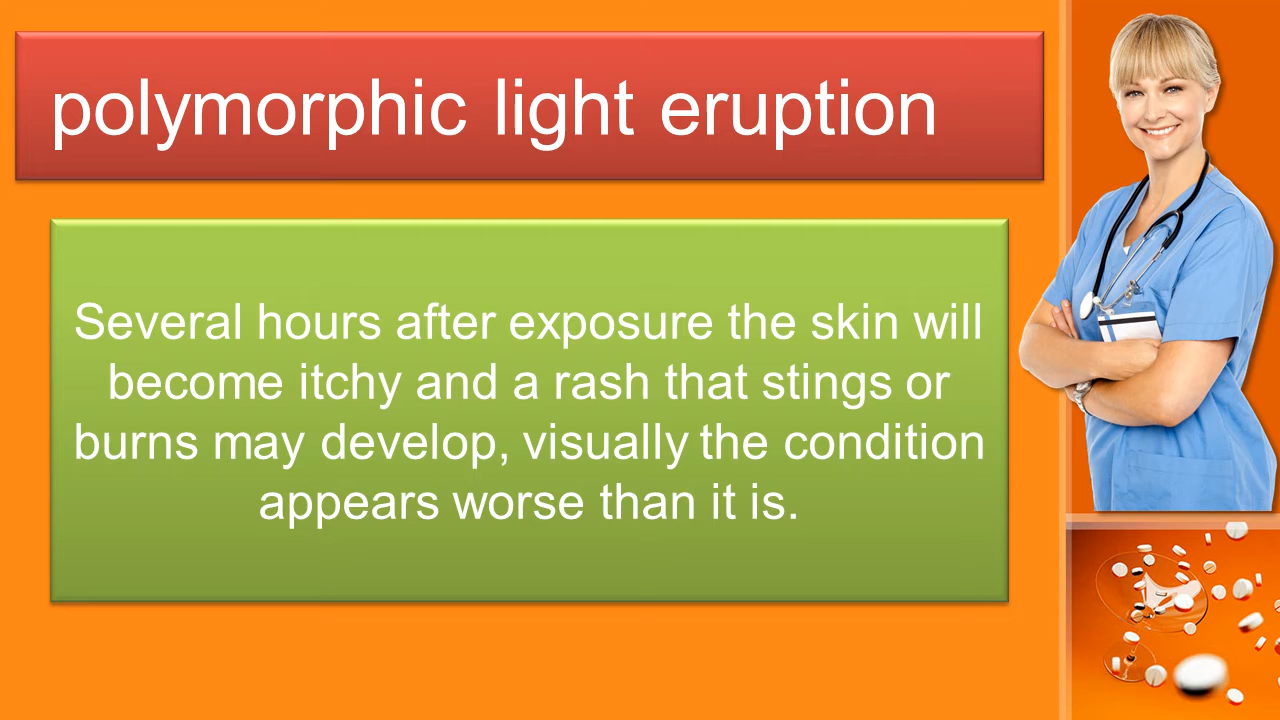 polymorphic light eruption
Several hours after exposure the skin will
become itchy and a rash that stings or
burns may develop, visually the condition
appears worse than it is.